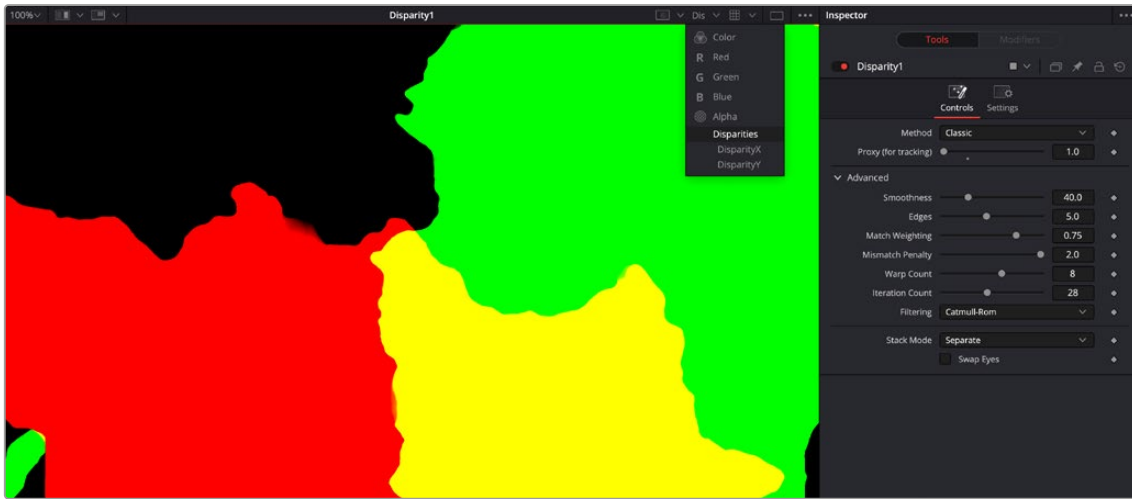 100%
Disparity1
Dis
Inspector
Color
R Red
G Green
B Blue
Alpha
Disparities
DisparityX
DisparityY
Tools
Modifiers
Disparity1
Controls
Settings
Method Classic
Proxy (for tracking) 1.0
Advanced
Smoothness 40.0
Edges 5.0
Match Weighting 0.75
Mismatch Penalty 2.0
Warp Count 8
Iteration Count 28
Filtering Catmull-Rom
Stack Mode Separate
Swap Eyes